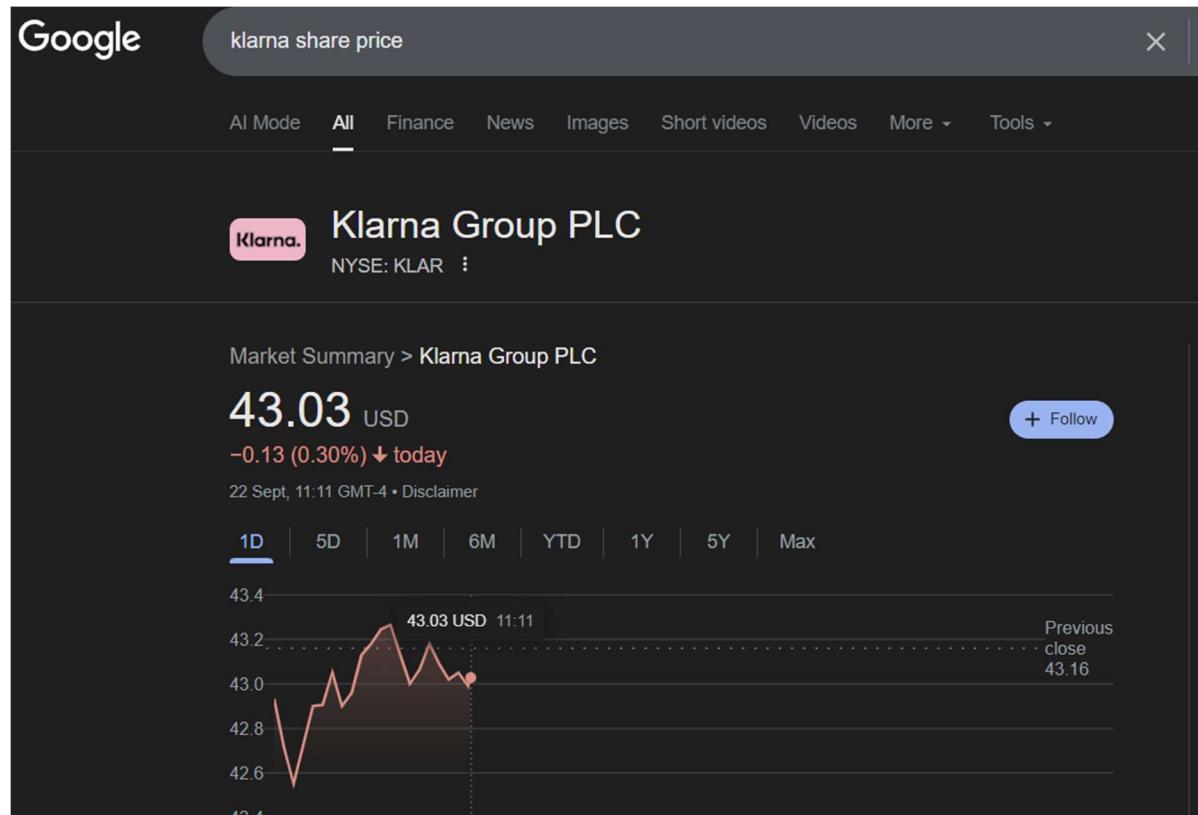 Google
klarna share price
AI Mode All Finance News Images Short videos Videos More Tools
Klarna.
Klarna Group PLC
NYSE: KLAR
Market Summary > Klarna Group PLC
43.03 USD
−0.13 (0.30%) today
+ Follow
22 Sept, 11:11 GMT-4 • Disclaimer
1D 5D 1M 6M YTD 1Y 5Y Max
43.4
43.03 USD 11:11
43.2
Previous
close
43.16
43.0
42.8
42.6